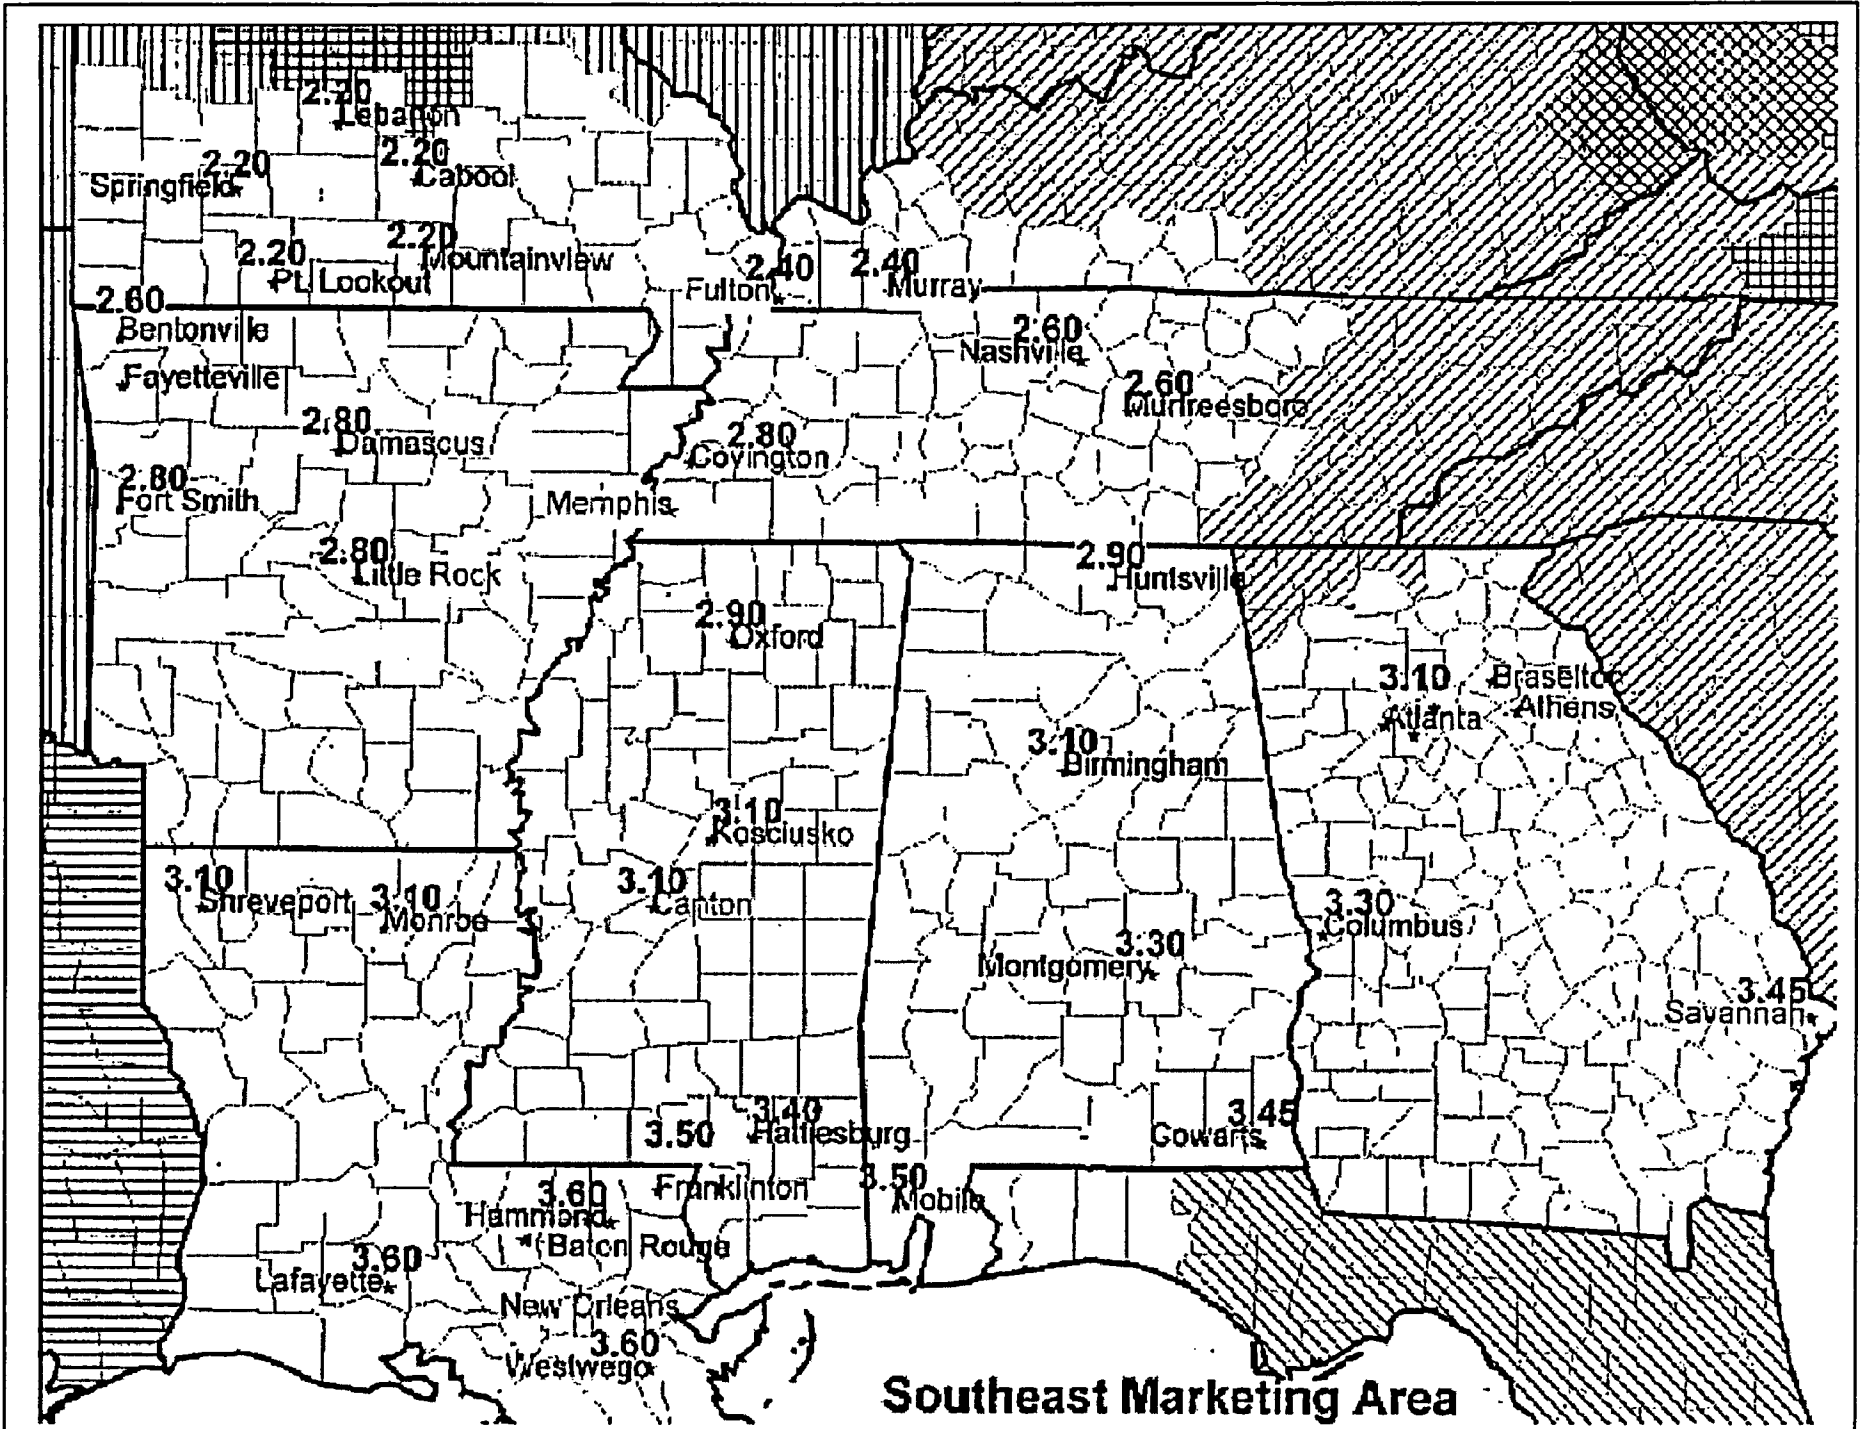 2.20
Lebanon
2.20
Cabool
2.20
Springfield
2.20
Mountainview
2.20
Pt. Lookout
2.40
Fulton
2.40
Murray
2.60
Bentonville
Fayetteville
2.60
Nashville
2.60
Murfreesboro
2.80
Damascus
2.80
Covington
2.80
Fort Smith
Memphis
2.80
Little Rock
2.90
Huntsville
2.90
Oxford
3.10
Atlanta
Braselton
Athens
3.10
Birmingham
3.10
Kosciusko
3.10
Shreveport
3.10
Monroe
3.10
Canton
3.30
Columbus
3.30
Montgomery
3.45
Savannah
3.40
Hattiesburg
3.50
Franklinton
3.45
Cowarts
3.50
Mobile
3.60
Hammond
Baton Rouge
3.60
Lafayette
New Orleans
3.60
Westwego
Southeast Marketing Area